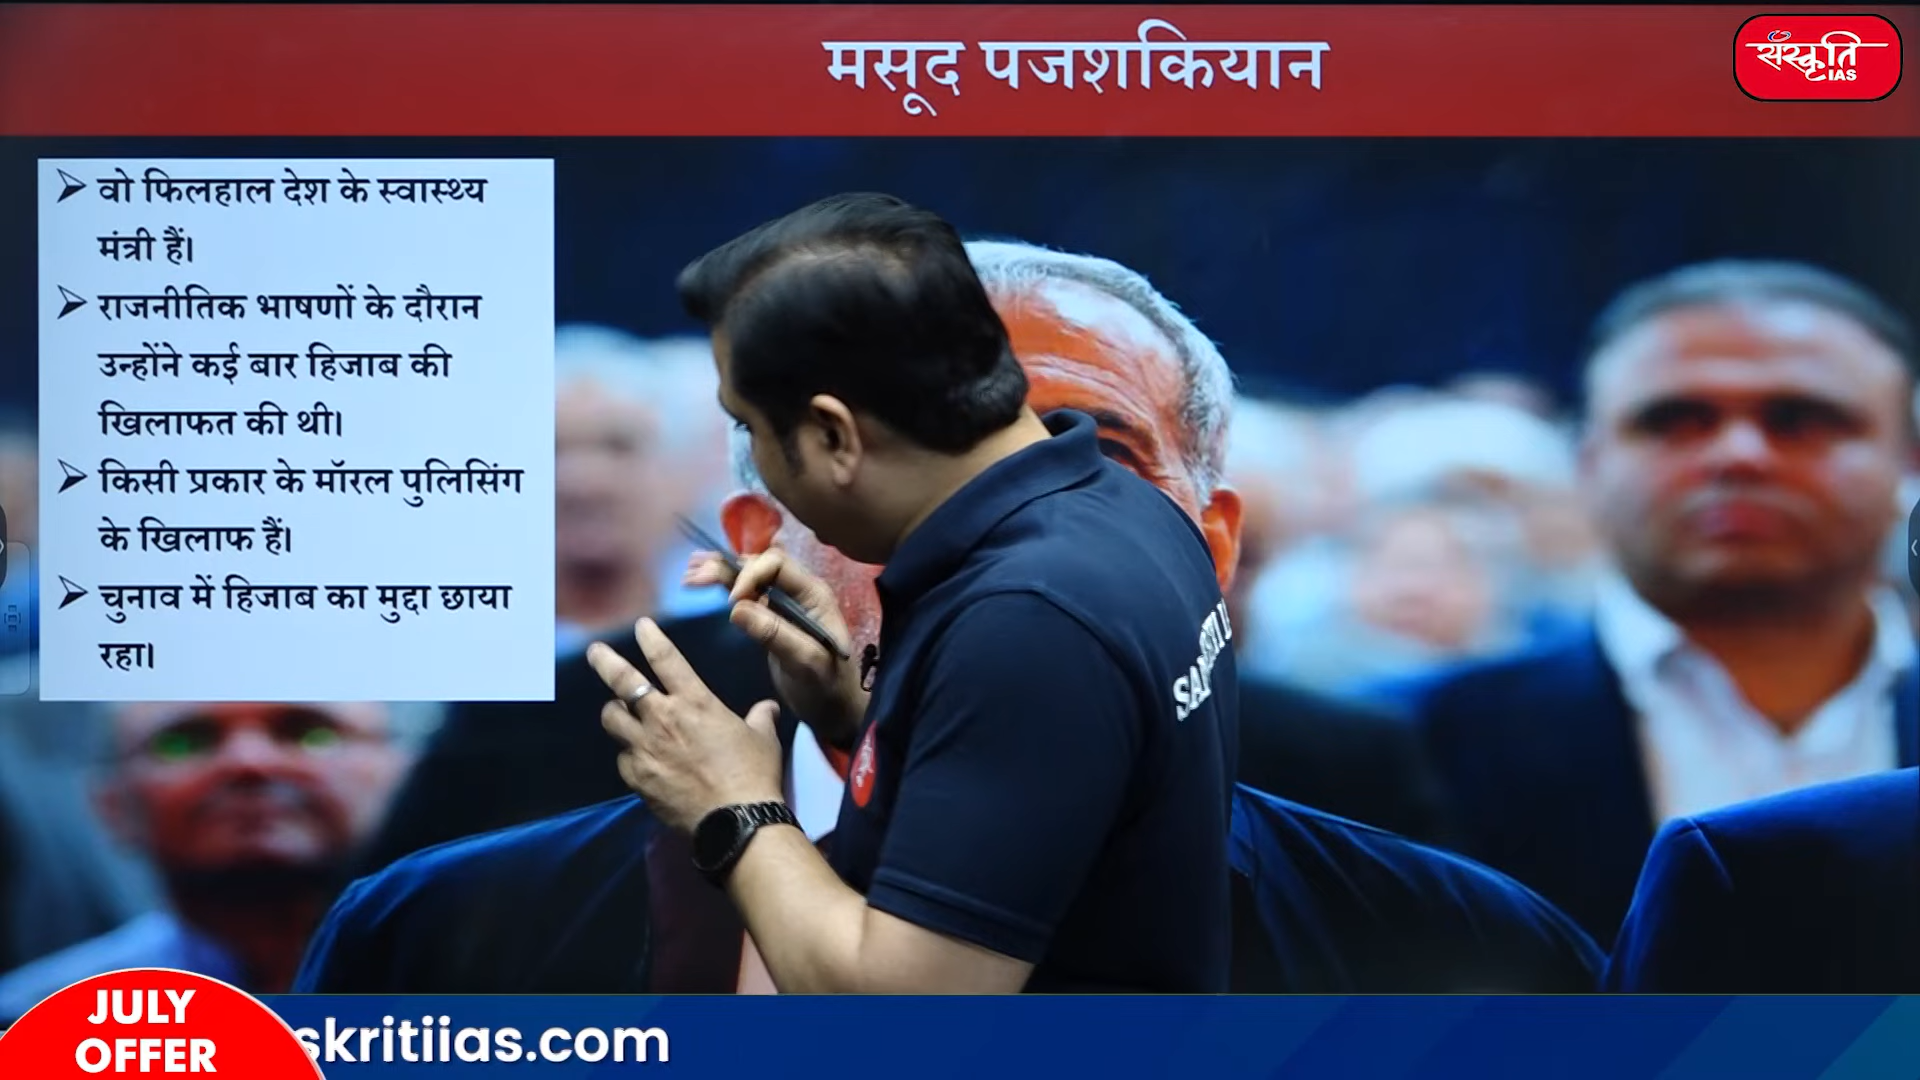 मसूद पजशकियान
संस्कृति
IAS
➢ वो फिलहाल देश के स्वास्थ्य
मंत्री हैं।
➢ राजनीतिक भाषणों के दौरान
उन्होंने कई बार हिजाब की
खिलाफत की थी।
➢ किसी प्रकार के मॉरल पुलिसिंग
के खिलाफ हैं।
➢ चुनाव में हिजाब का मुद्दा छाया
रहा।
JULY
OFFER
skritiias.com